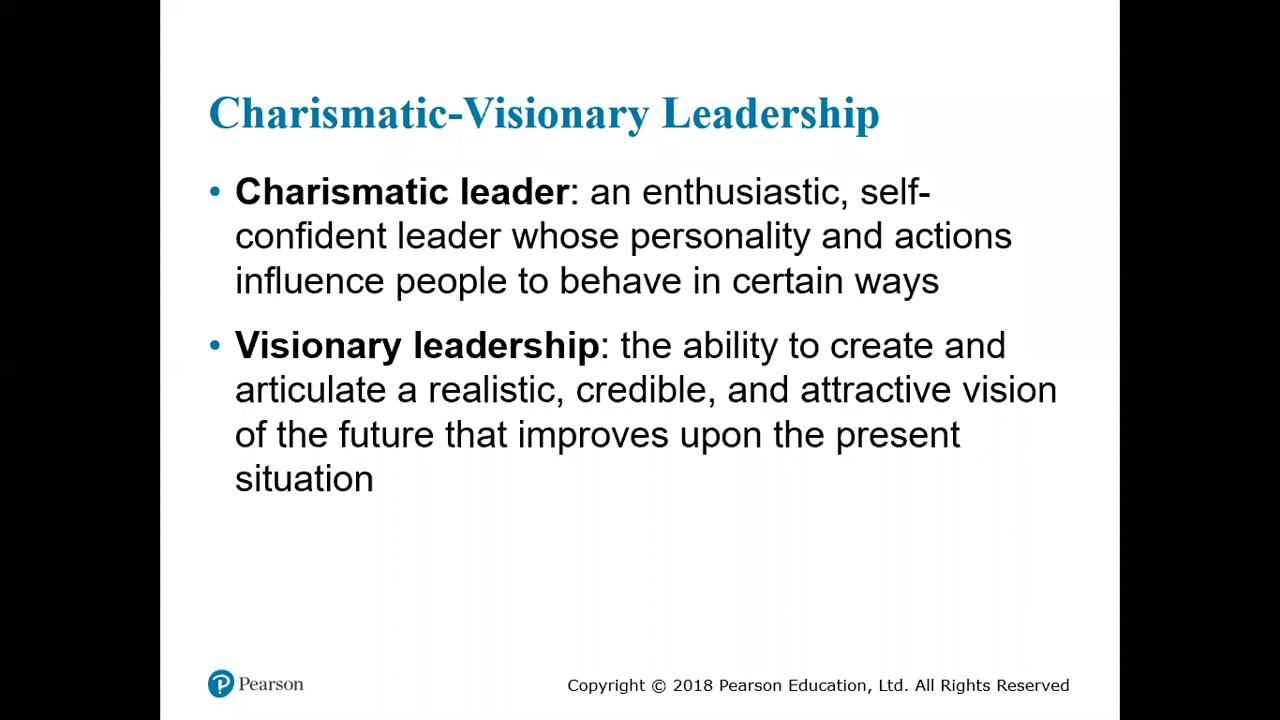 Charismatic-Visionary Leadership
• Charismatic leader: an enthusiastic, self-
confident leader whose personality and actions
influence people to behave in certain ways
• Visionary leadership: the ability to create and
articulate a realistic, credible, and attractive vision
of the future that improves upon the present
situation
Pearson
Copyright © 2018 Pearson Education, Ltd. All Rights Reserved